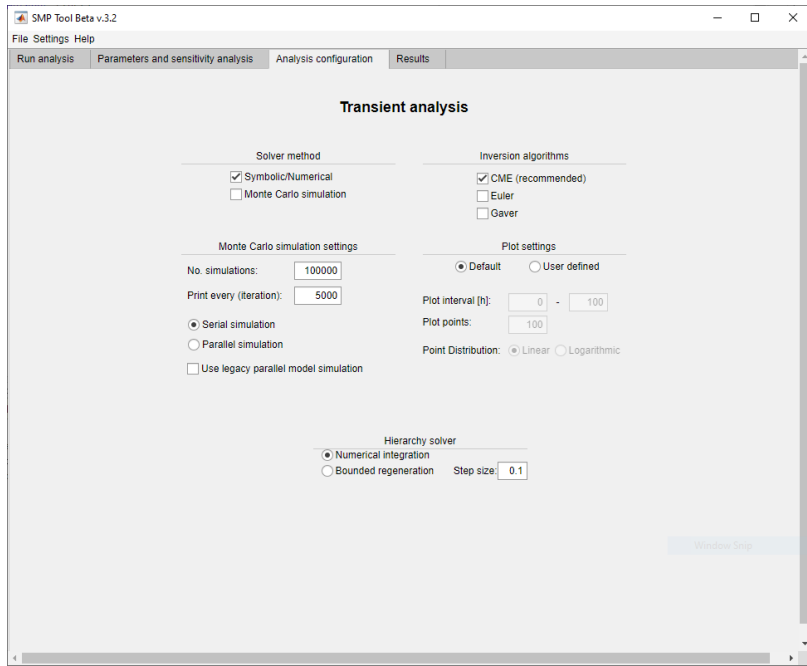 SMP Tool Beta v.3.2
File Settings Help
Run analysis Parameters and sensitivity analysis Analysis configuration Results
Transient analysis
Solver method
Symbolic/Numerical
Monte Carlo simulation
Inversion algorithms
CME (recommended)
Euler
Gaver
Monte Carlo simulation settings
No. simulations: 100000
Print every (iteration): 5000
Serial simulation
Parallel simulation
Use legacy parallel model simulation
Plot settings
Default User defined
Plot interval [h]: 0 - 100
Plot points: 100
Point Distribution: Linear Logarithmic
Hierarchy solver
Numerical integration
Bounded regeneration Step size: 0.1
Window Snip